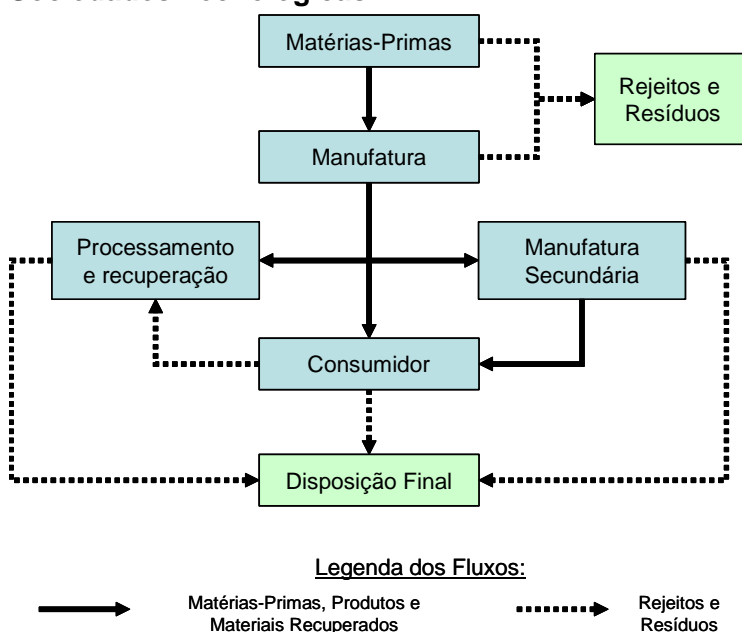 Matérias-Primas
Rejeitos e
Resíduos
Manufatura
Processamento
e recuperação
Manufatura
Secundária
Consumidor
Disposição Final
Legenda dos Fluxos:
Matérias-Primas, Produtos e
Materiais Recuperados
Rejeitos e
Resíduos